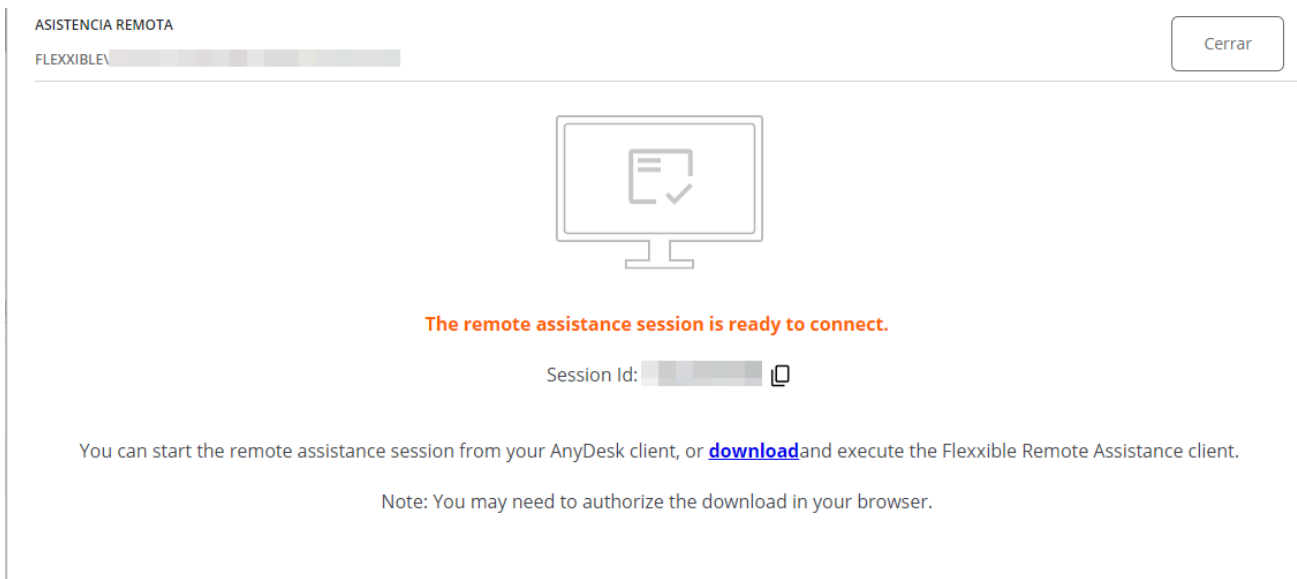 ASISTENCIA REMOTA
Cerrar
FLEXXIBLE\
The remote assistance session is ready to connect.
Session Id:
You can start the remote assistance session from your AnyDesk client, or downloadand execute the Flexxible Remote Assistance client.
Note: You may need to authorize the download in your browser.